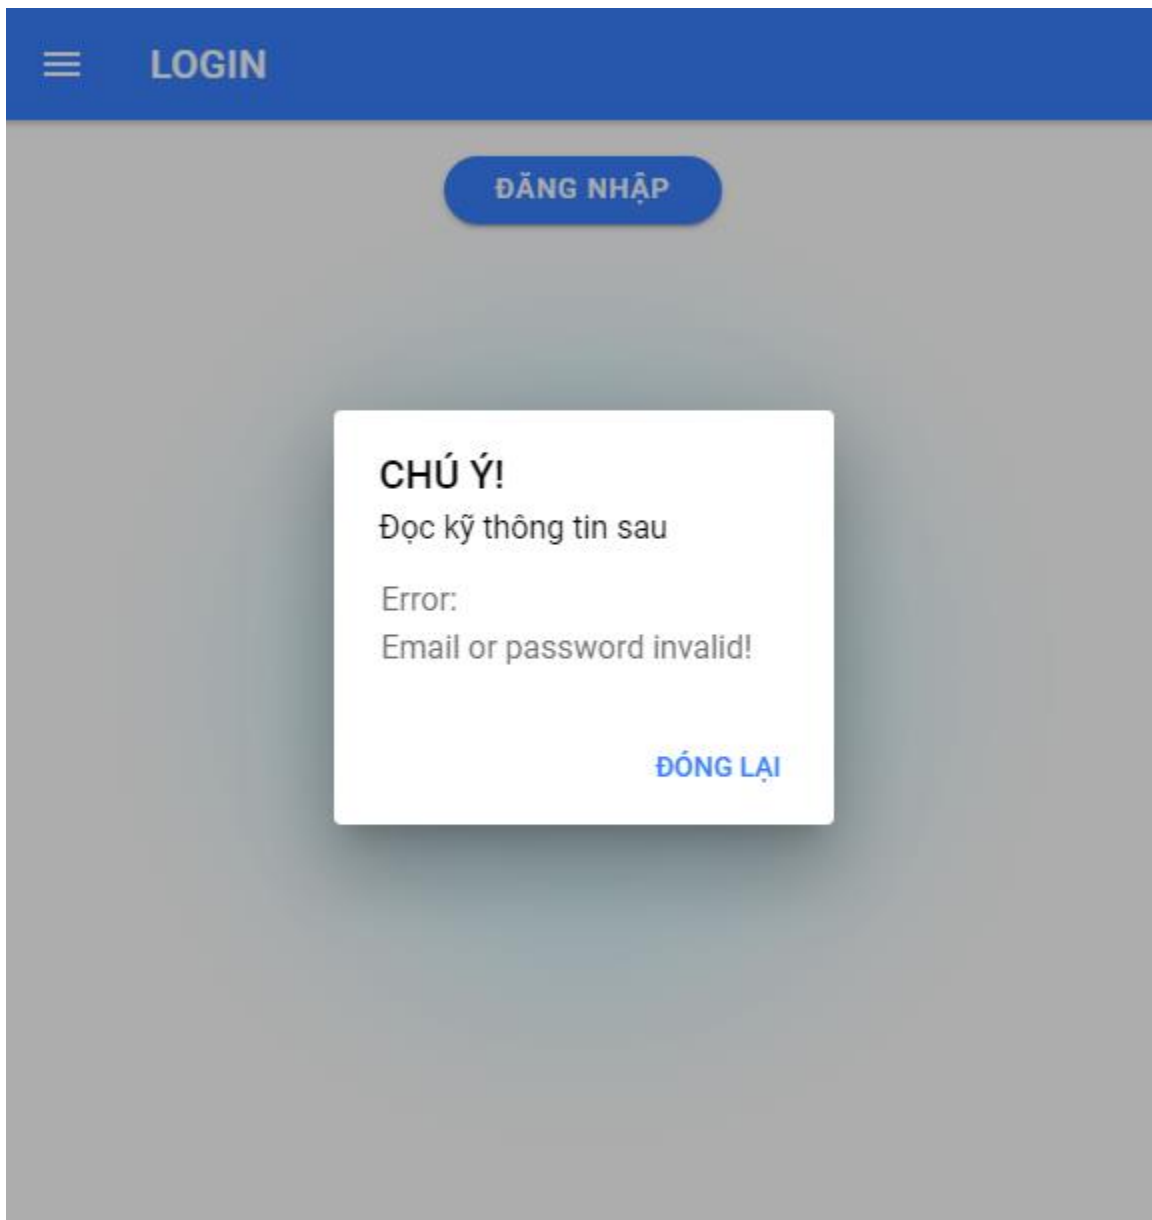 LOGIN
ĐĂNG NHẬP
CHÚ Ý!
Đọc kỹ thông tin sau
Error:
Email or password invalid!
ĐÓNG LẠI